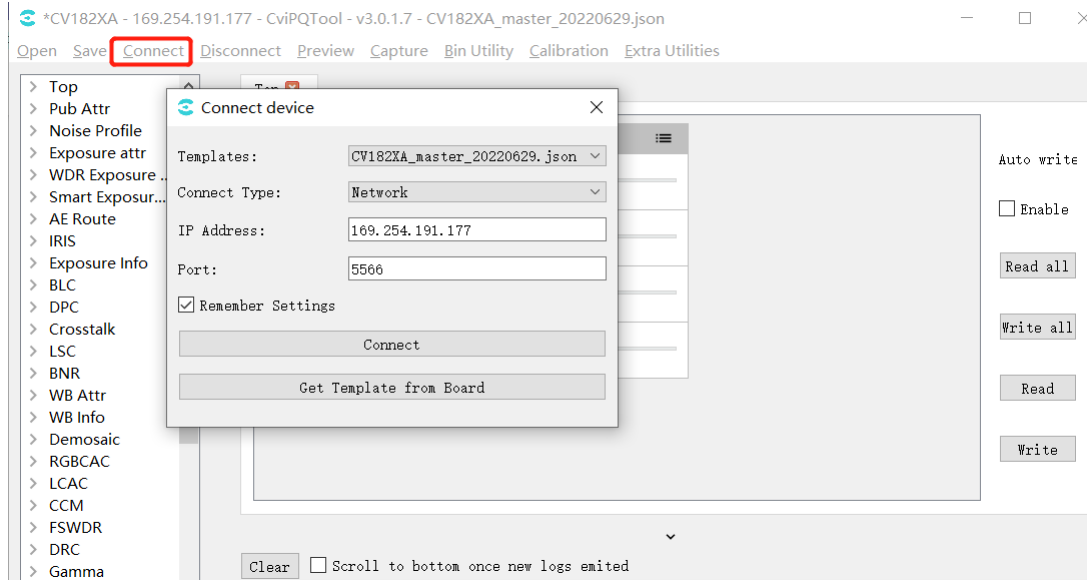 *CV182XA - 169.254.191.177 - CviPQTool - v3.0.1.7 - CV182XA_master_20220629.json
Open Save Connect Disconnect Preview Capture Bin Utility Calibration Extra Utilities
Top
Pub Attr
Noise Profile
Exposure attr
WDR Exposure ..
Smart Exposur...
AE Route
IRIS
Exposure Info
BLC
DPC
Crosstalk
LSC
BNR
WB Attr
WB Info
Demosaic
RGBCAC
LCAC
CCM
FSWDR
DRC
Gamma
Top
Connect device
Templates: CV182XA_master_20220629.json
Connect Type: Network
IP Address: 169.254.191.177
Port: 5566
Remember Settings
Connect
Get Template from Board
Auto write
Enable
Read all
Write all
Read
Write
Clear Scroll to bottom once new logs emited